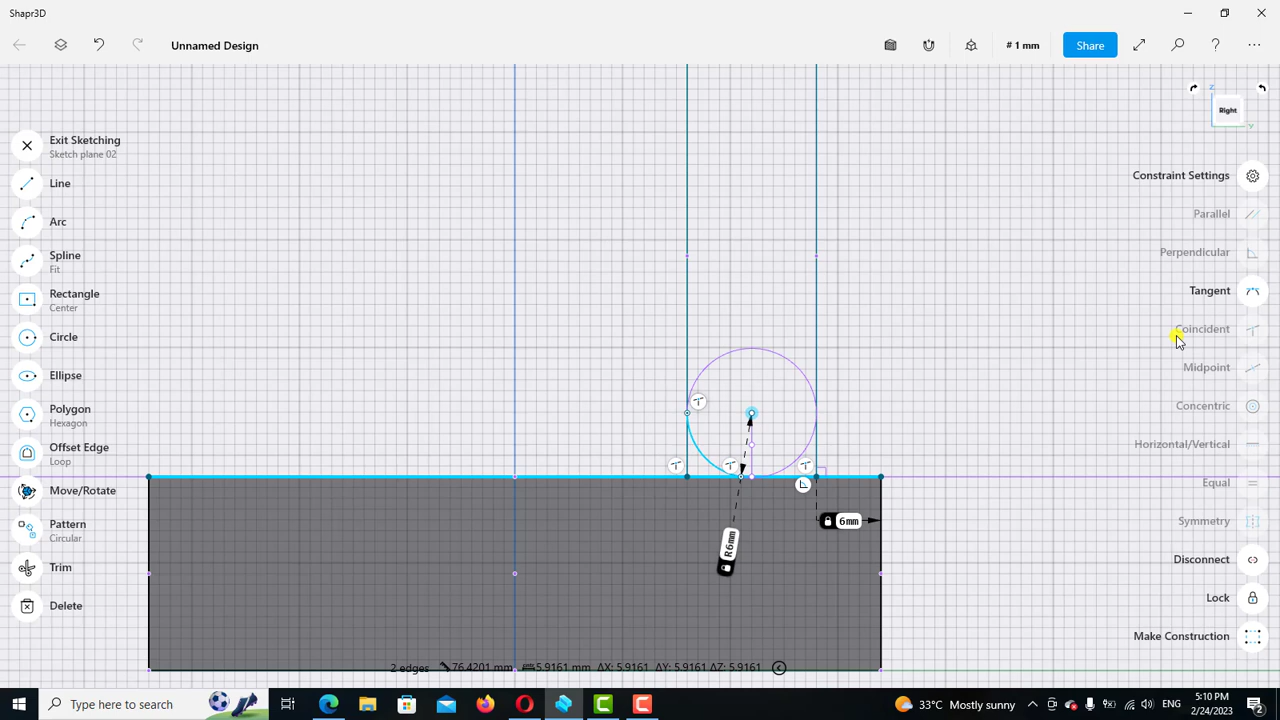 Shapr3D
Unnamed Design
# 1 mm
Share
Z
Right
Y
Exit Sketching
Sketch plane 02
Line
Arc
Spline
Fit
Rectangle
Center
Circle
Ellipse
Polygon
Hexagon
Offset Edge
Loop
Move/Rotate
Pattern
Circular
Trim
Delete
Constraint Settings
Parallel
Perpendicular
Tangent
Coincident
Midpoint
Concentric
Horizontal/Vertical
Equal
Symmetry
Disconnect
Lock
Make Construction
6mm
R6mm
2 edges 76.4201 mm 5.9161 mm ΔX: 5.9161 ΔY: 5.9161 ΔZ: 5.9161
Type here to search
33°C Mostly sunny
ENG
5:10 PM
2/24/2023
2